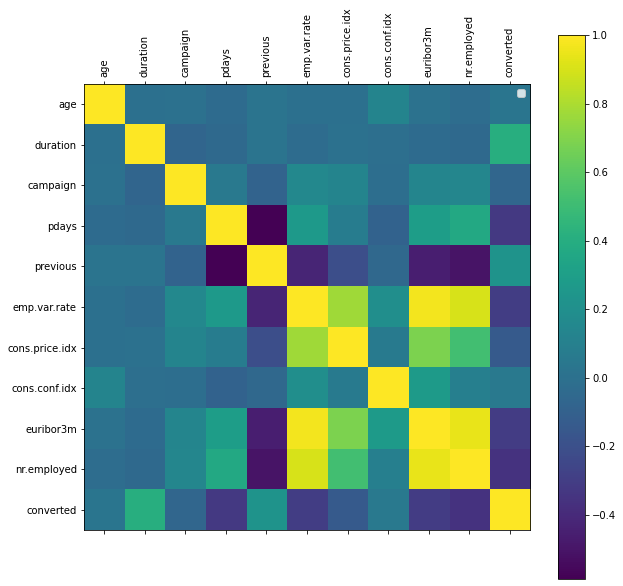 age
duration
campaign
pdays
previous
emp.var.rate
cons.price.idx
cons.conf.idx
euribor3m
nr.employed
converted
age
duration
campaign
pdays
previous
emp.var.rate
cons.price.idx
cons.conf.idx
euribor3m
nr.employed
converted
1.0
0.8
0.6
0.4
0.2
0.0
−0.2
−0.4